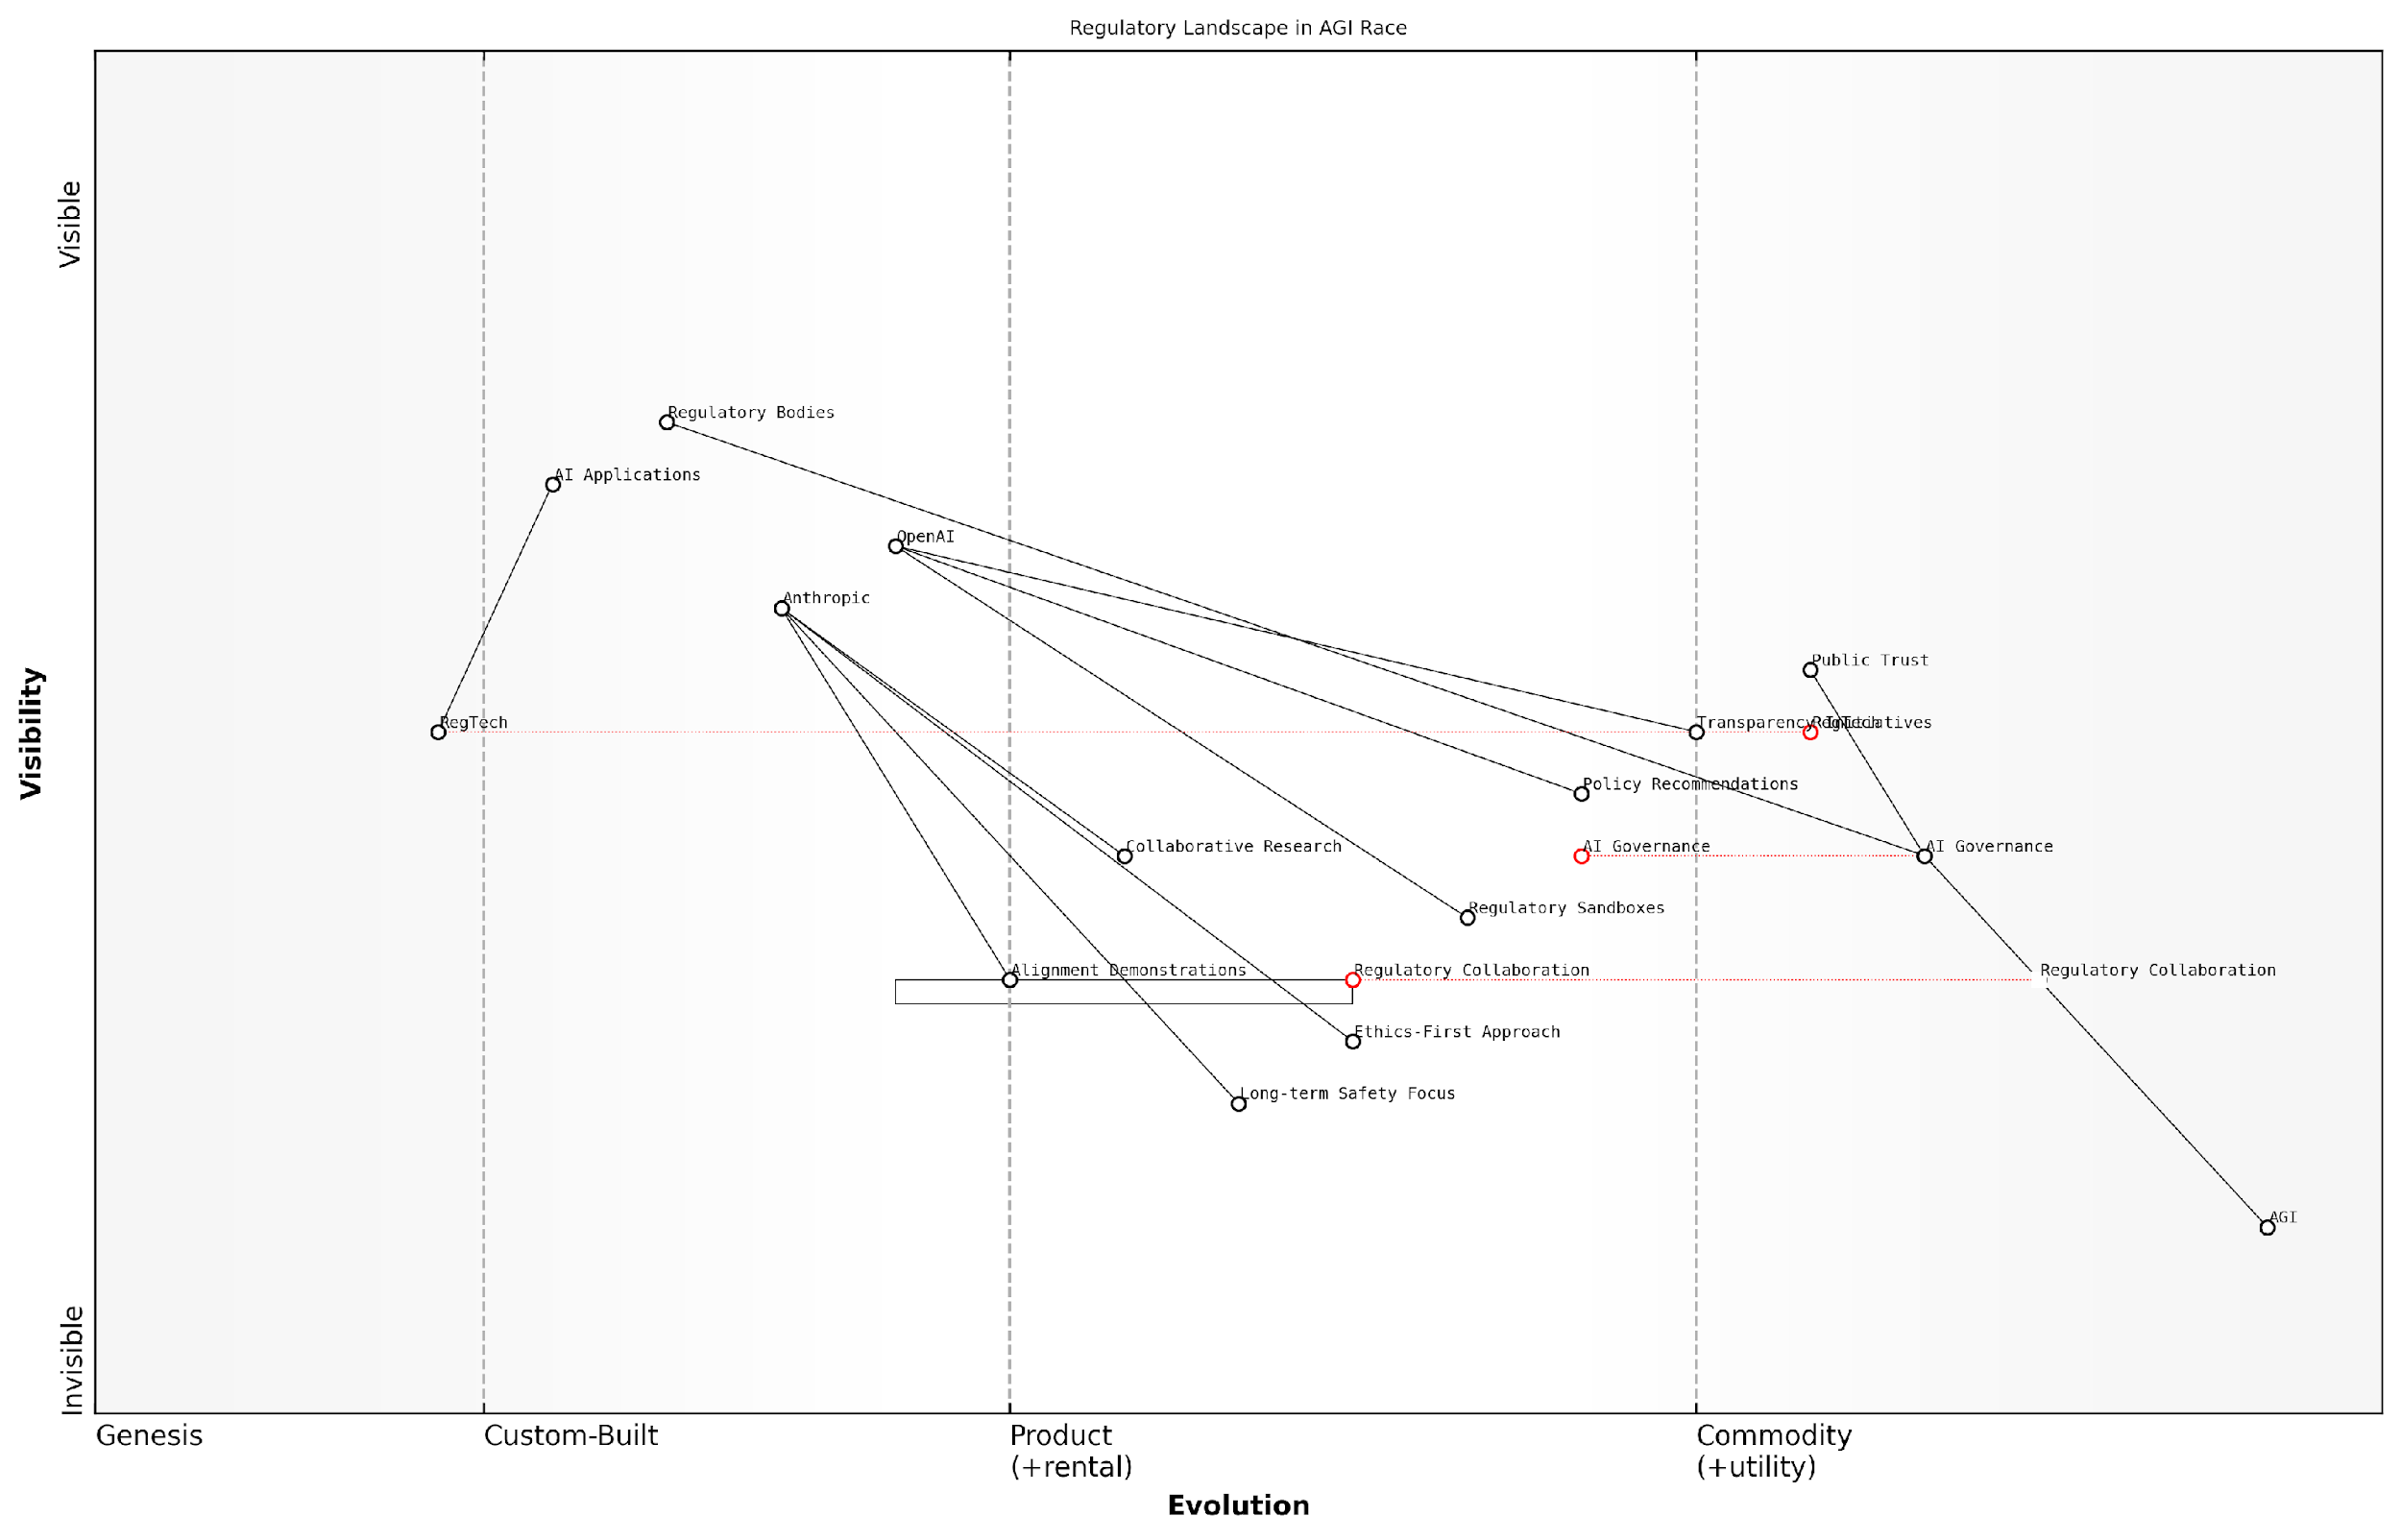 Regulatory Landscape in AGI Race
Visible
Regulatory Bodies
AI Applications
OpenAI
Anthropic
Public Trust
RegTech
Transparency Initiatives
RegTech
Policy Recommendations
Visibility
Collaborative Research
AI Governance
AI Governance
Regulatory Sandboxes
Alignment Demonstrations
Regulatory Collaboration
Regulatory Collaboration
Ethics-First Approach
Long-term Safety Focus
AGI
Invisible
Genesis
Custom-Built
Product
(+rental)
Commodity
(+utility)
Evolution